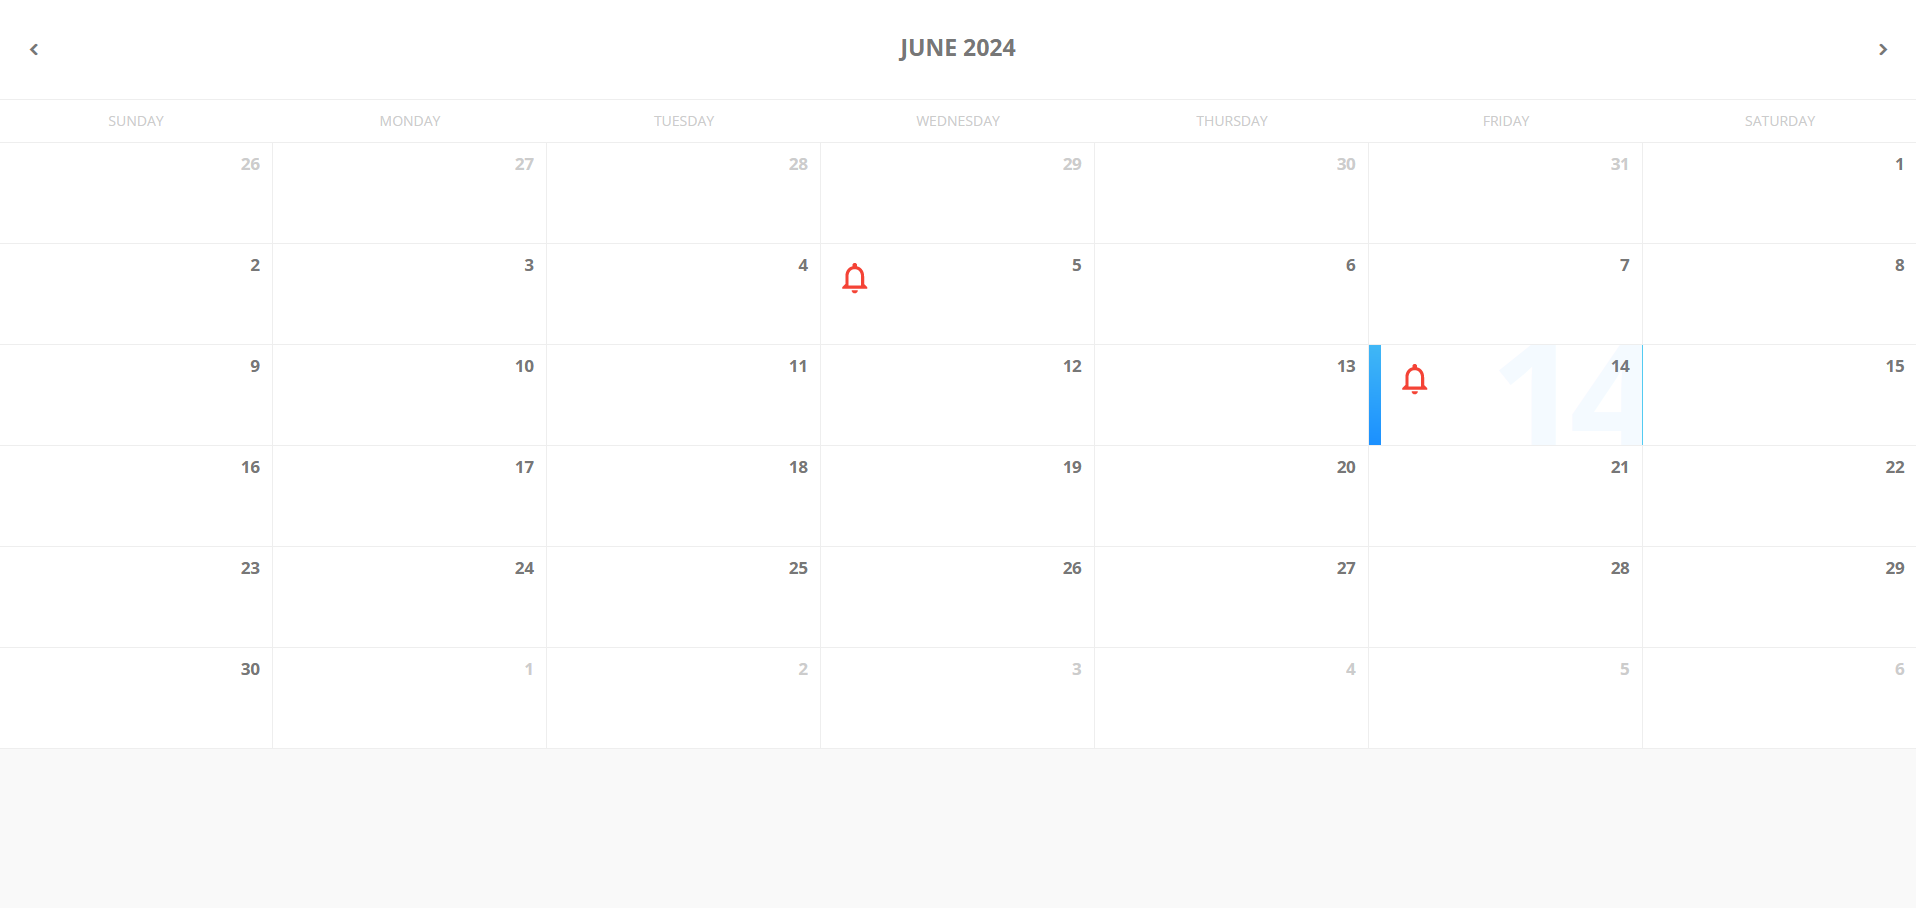 JUNE 2024
SUNDAY MONDAY TUESDAY WEDNESDAY THURSDAY FRIDAY SATURDAY
26 27 28 29 30 31 1
2 3 4 5 6 7 8
9 10 11 12 13 14 14 15
16 17 18 19 20 21 22
23 24 25 26 27 28 29
30 1 2 3 4 5 6